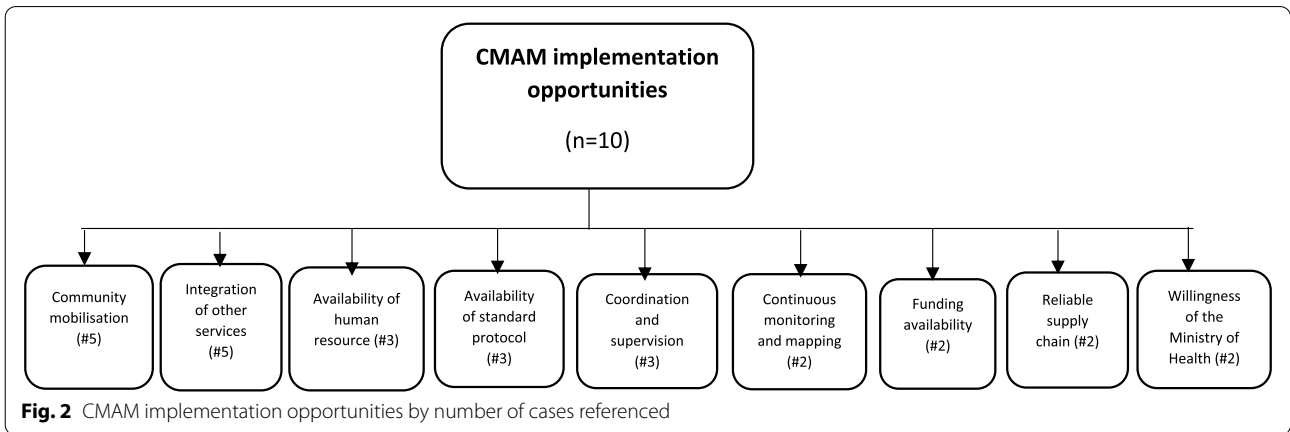 CMAM implementation
opportunities
(n=10)
Community
mobilisation
(#5)
Integration
of other
services
(#5)
Availability of
human
resource (#3)
Availability
of standard
protocol
(#3)
Coordination
and
supervision
(#3)
Continuous
monitoring
and mapping
(#2)
Funding
availability
(#2)
Reliable
supply
chain (#2)
Willingness
of the
Ministry of
Health (#2)
Fig. 2 CMAM implementation opportunities by number of cases referenced